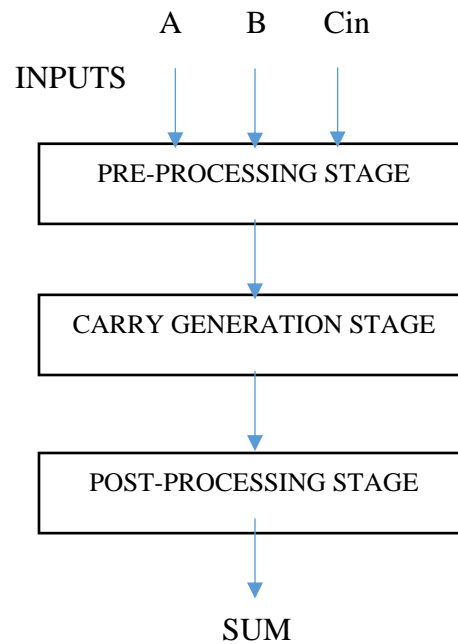 A B Cin
INPUTS
PRE-PROCESSING STAGE
CARRY GENERATION STAGE
POST-PROCESSING STAGE
SUM